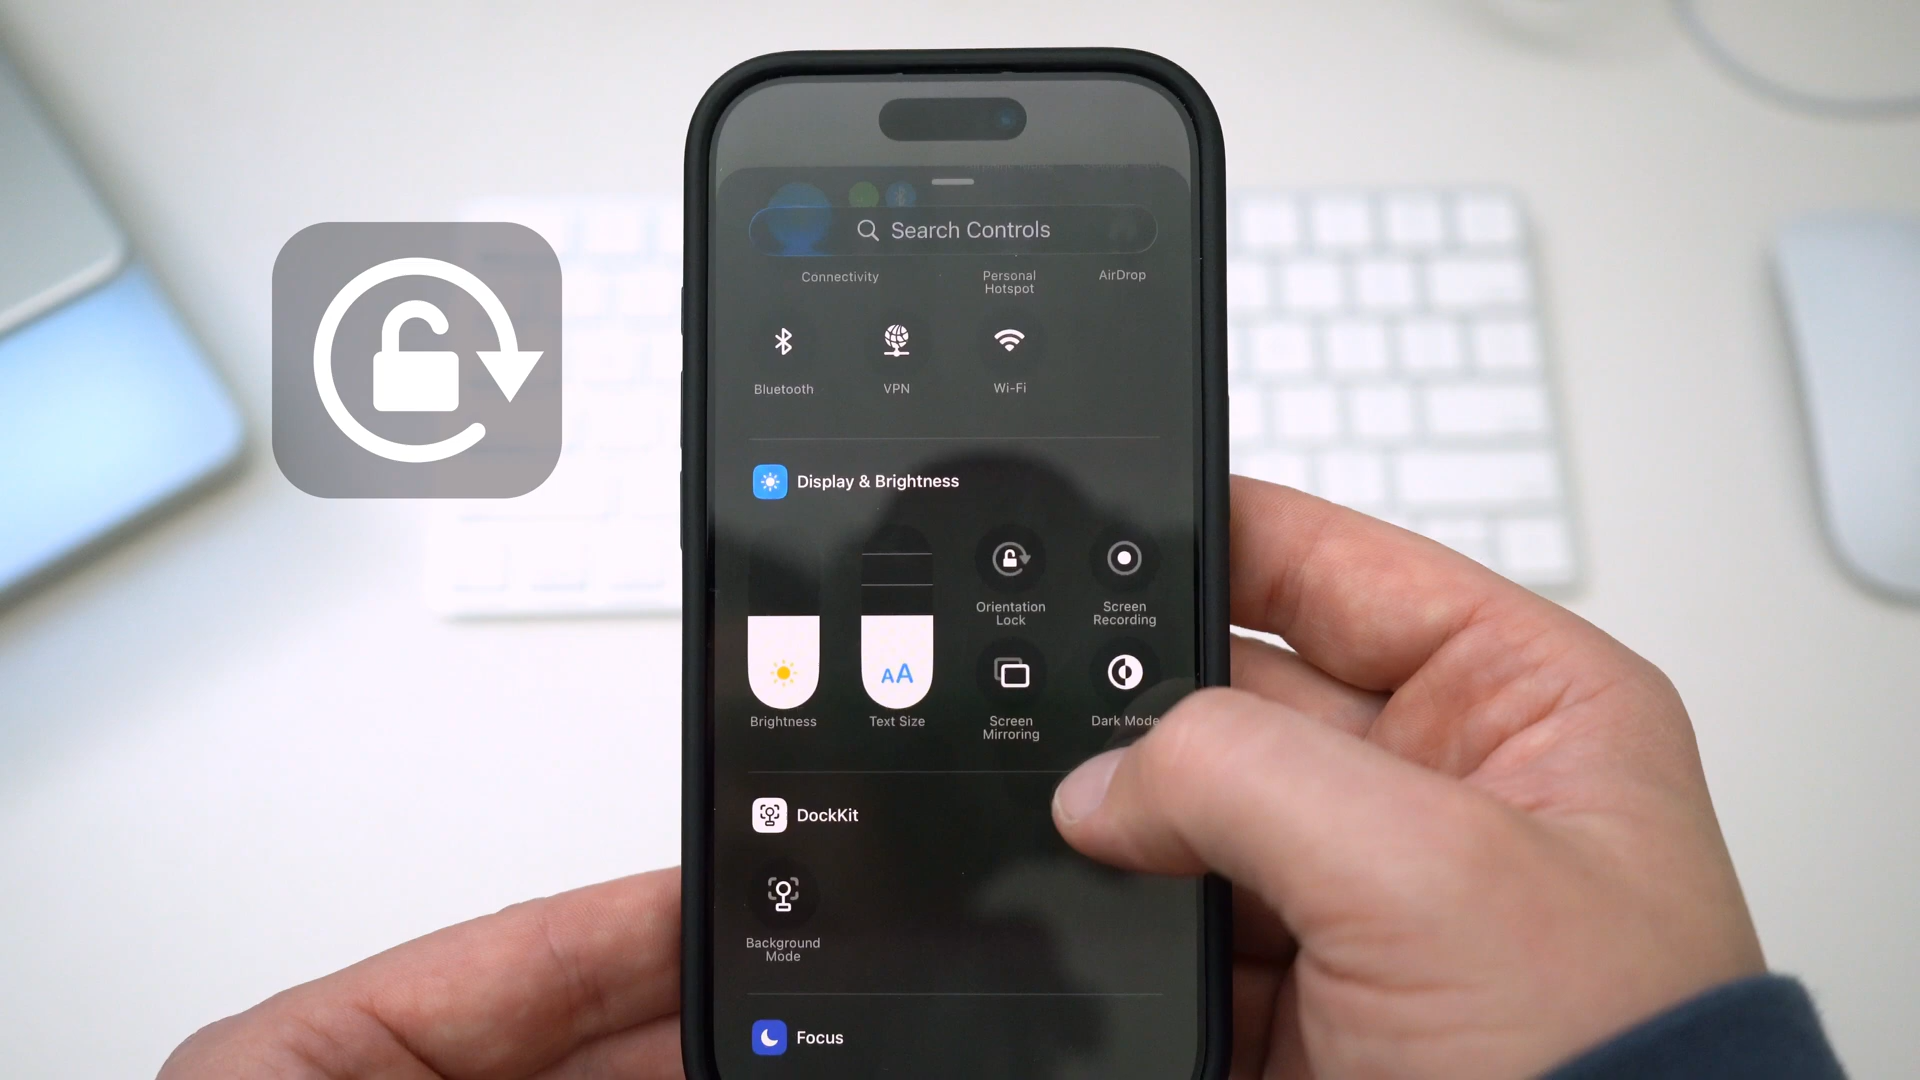 Search Controls
Connectivity
Personal
Hotspot
AirDrop
Bluetooth
VPN
Wi-Fi
Display & Brightness
Orientation
Lock
Screen
Recording
AA
Brightness
Text Size
Screen
Mirroring
Dark Mode
DockKit
Background
Mode
Focus